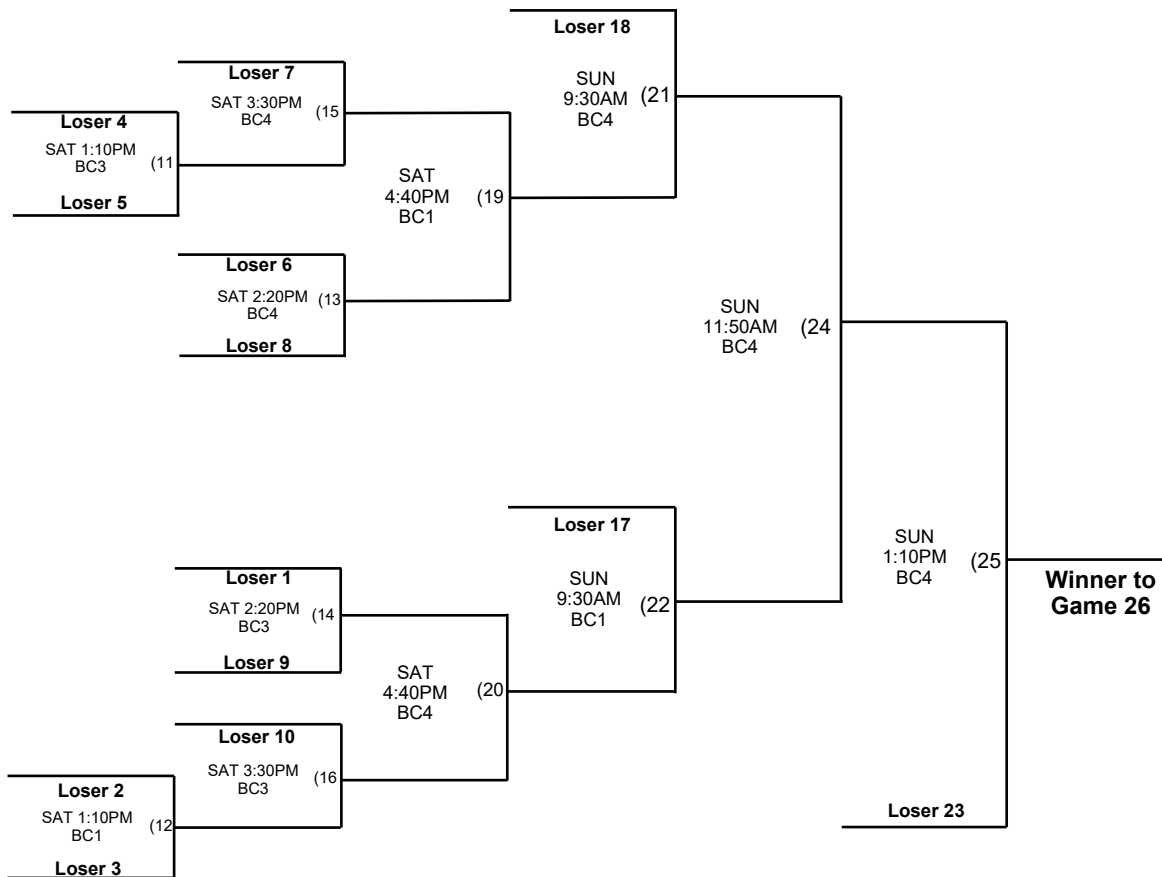 Loser 18
Loser 7
SUN
9:30AM
BC4
(21
SAT 3:30PM
BC4
(15
Loser 4
SAT 1:10PM
BC3
(11
Loser 5
SAT
4:40PM
BC1
(19
Loser 6
SAT 2:20PM
BC4
(13
Loser 8
SUN
11:50AM
BC4
(24
Loser 17
SUN
9:30AM
BC1
(22
SUN
1:10PM
BC4
(25
Winner to
Game 26
Loser 1
SAT 2:20PM
BC3
(14
Loser 9
SAT
4:40PM
BC4
(20
Loser 10
SAT 3:30PM
BC3
(16
Loser 2
SAT 1:10PM
BC1
(12
Loser 3
Loser 23